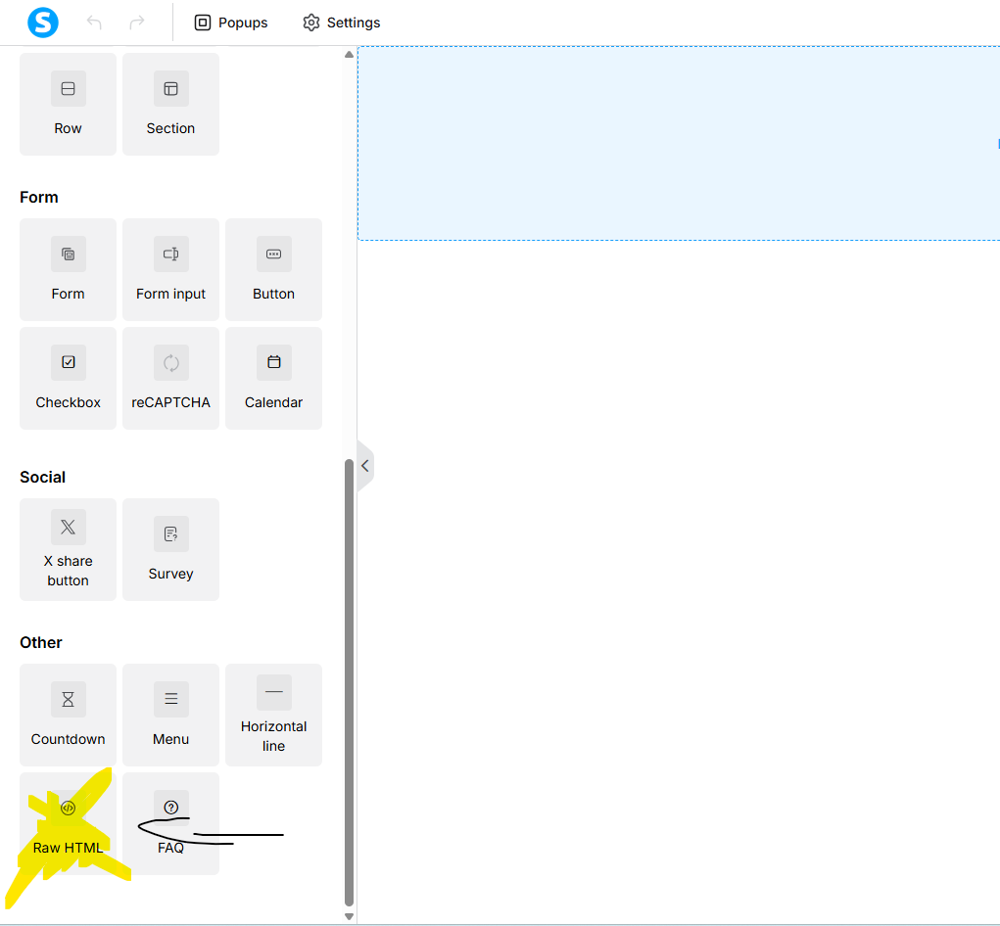 S
Popups
Settings
Row
Section
Form
Form
Form input
Button
Checkbox
reCAPTCHA
Calendar
Social
X share
button
Survey
Other
Countdown
Menu
Horizontal
line
Raw HTML
FAQ